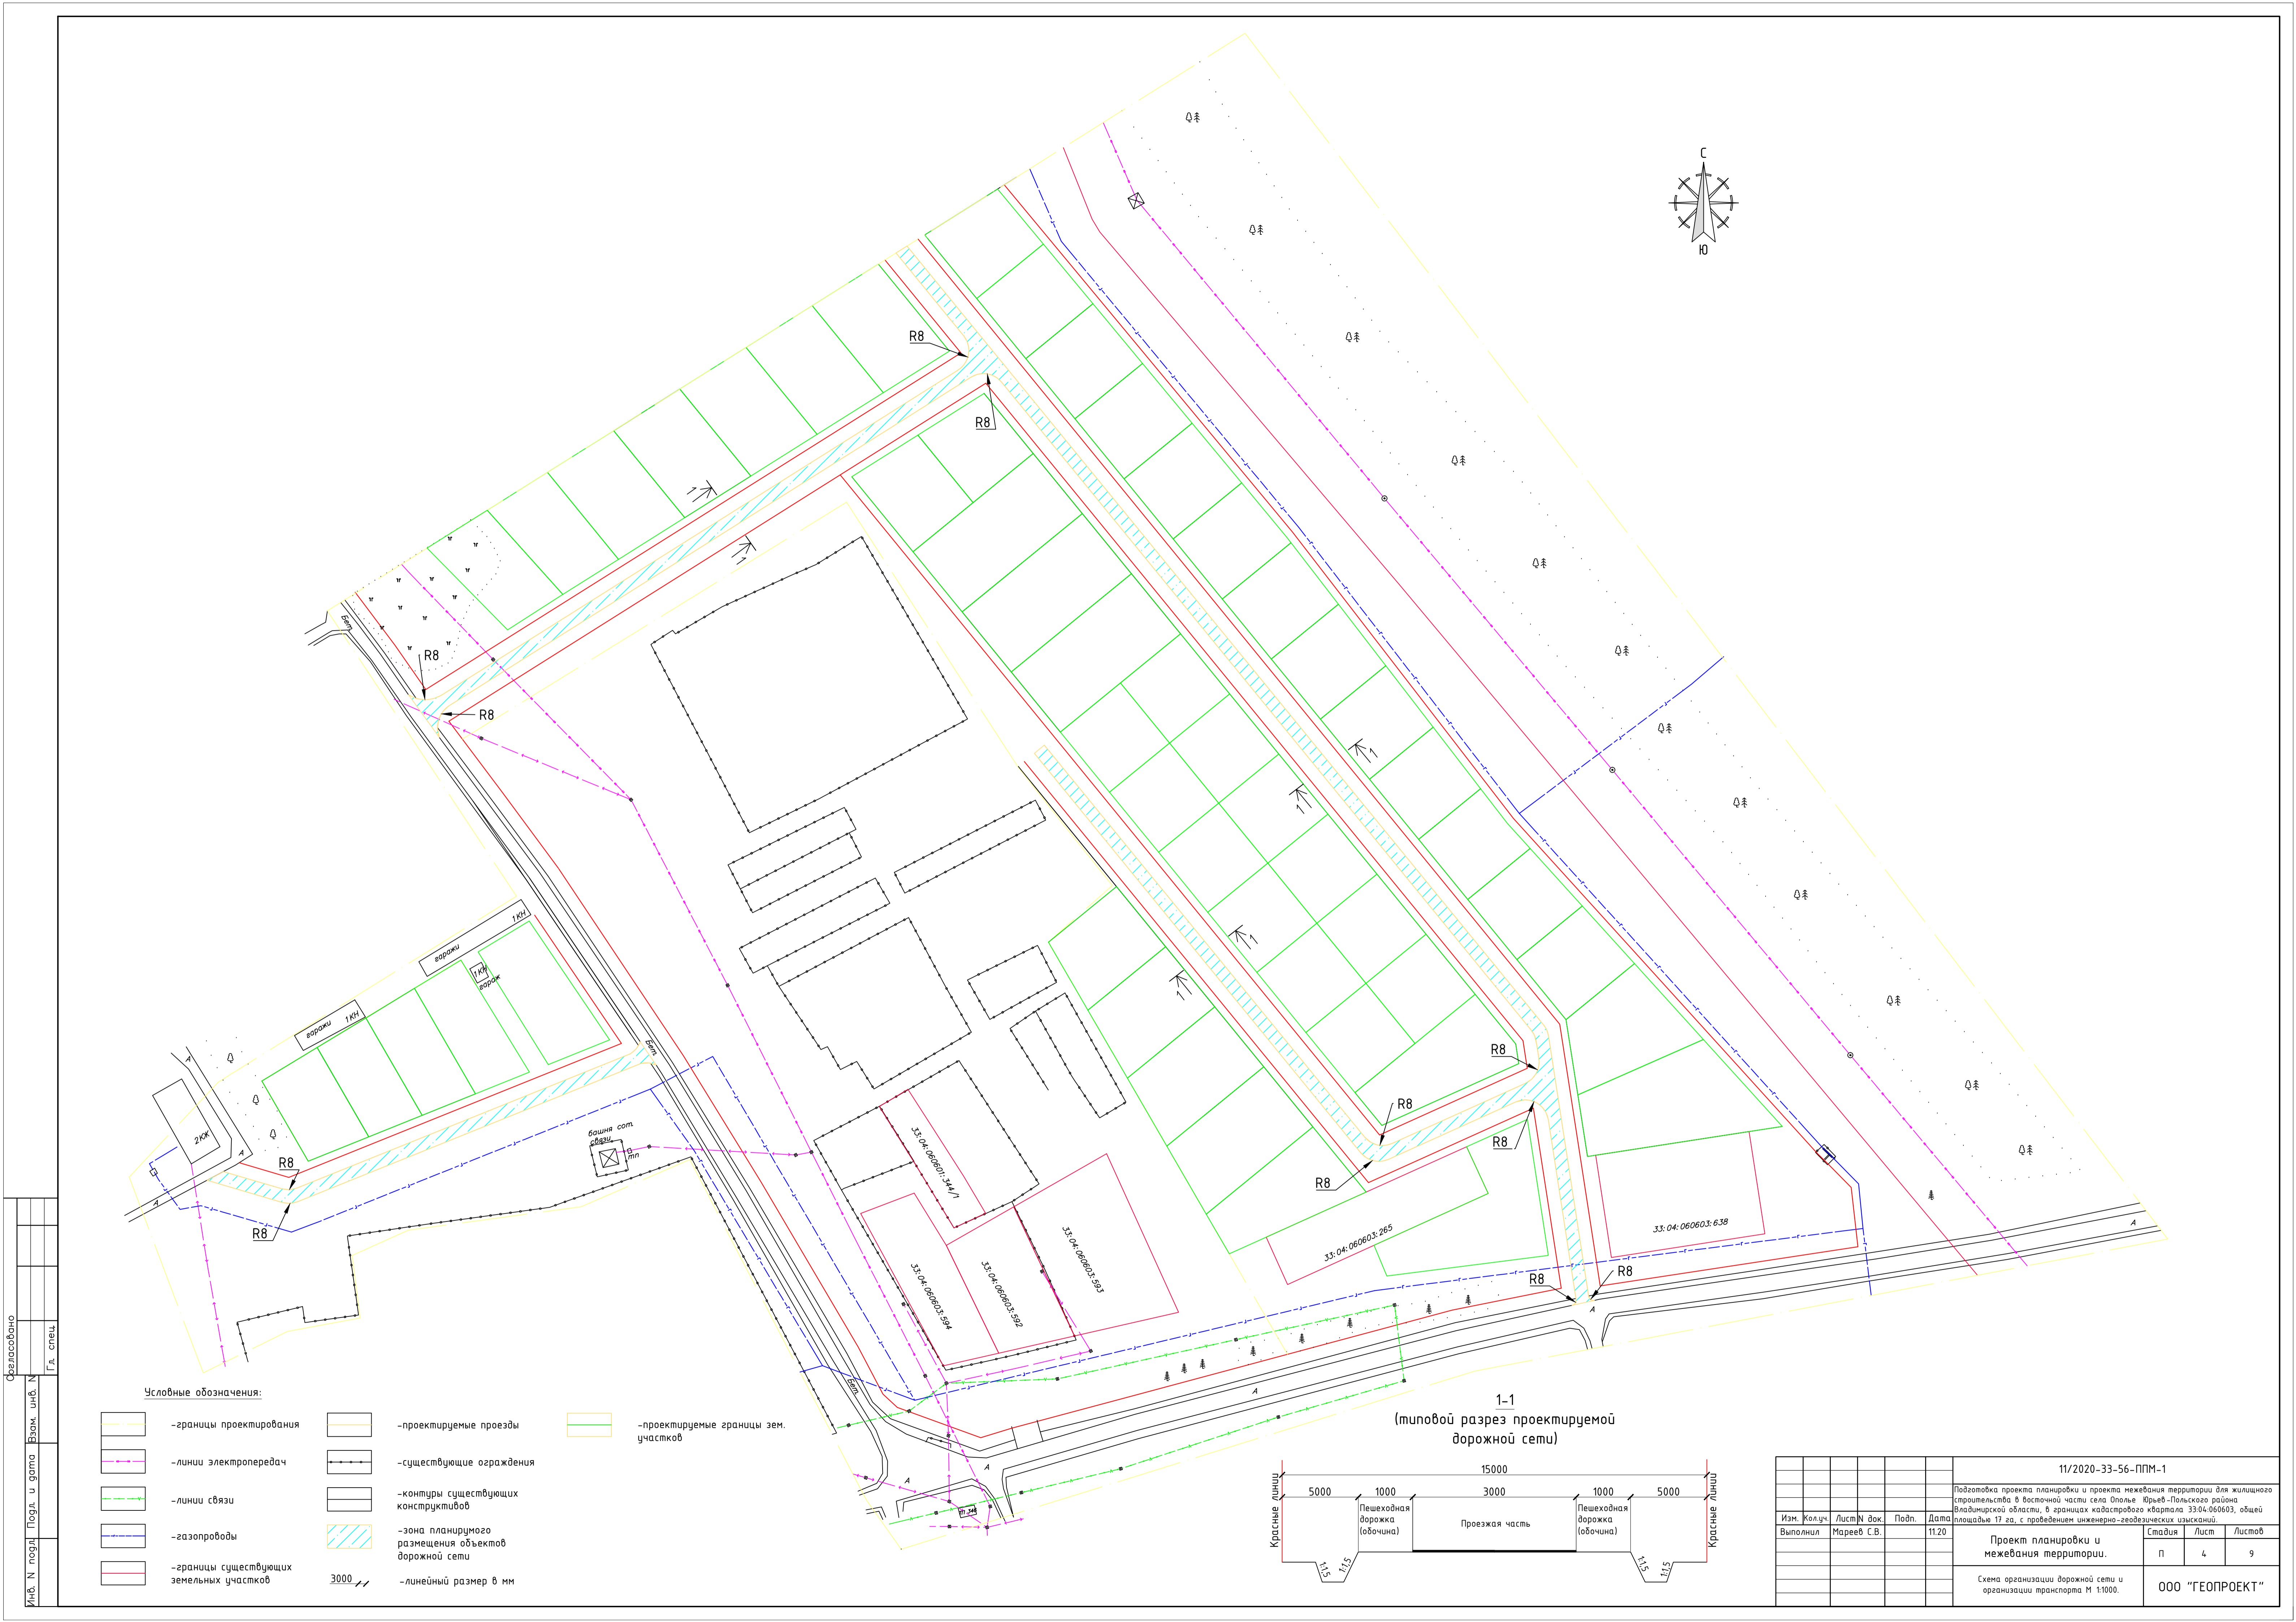 С
Ю
R8
R8
1
1
Бет.
R8
R8
1
1
1
1
гаражи
1КН
1КН
гараж
гаражи
1КН
А
Бет.
2КЖ
А
А
R8
R8
башня сот.
связи
тп
33:04:060601:344/1
33:04:060603:594
33:04:060603:592
33:04:060603:593
R8
R8
R8
R8
33:04:060603:265
33:04:060603:638
R8
R8
А
А
А
Бет.
А
А
Согласовано
Гл. спец.
Взам. инв. N
Подл. и дата
Инв. N подл.
Условные обозначения:
-границы проектирования
-линии электропередач
-линии связи
-газопроводы
-границы существующих
земельных участков
-проектируемые проезды
-существующие ограждения
-контуры существующих
конструктивов
-зона планирумого
размещения объектов
дорожной сети
3000
-линейный размер в мм
-проектируемые границы зем.
участков
1-1
(типовой разрез проектируемой
дорожной сети)
15000
5000
1000
3000
1000
5000
Красные линии
Пешеходная
дорожка
(обочина)
Проезжая часть
Пешеходная
дорожка
(обочина)
Красные линии
1:1,5
1:1,5
1:1,5
1:1,5
11/2020-33-56-ППМ-1
Подготовка проекта планировки и проекта межевания территории для жилищного
строительства в восточной части села Ополье Юрьев-Польского района
Владимирской области, в границах кадастрового квартала 33:04:060603, общей
площадью 17 га, с проведением инженерно-геодезических изысканий.
Изм. Кол.уч. Лист N док. Подп. Дата
Выполнил Мареев С.В. 11.20
Проект планировки и
межевания территории.
Стадия Лист Листов
П 4 9
Схема организации дорожной сети и
организации транспорта М 1:1000.
ООО "ГЕОПРОЕКТ"